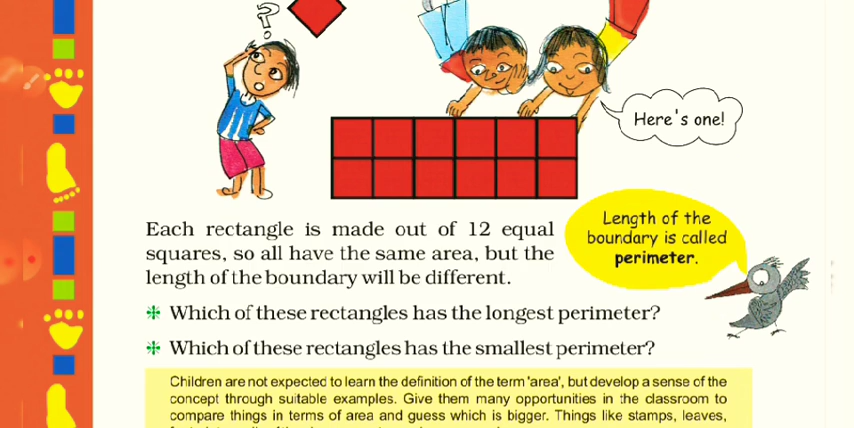 ?
Here's one!
Each rectangle is made out of 12 equal
squares, so all have the same area, but the
length of the boundary will be different.
Length of the
boundary is called
perimeter.
Which of these rectangles has the longest perimeter?
Which of these rectangles has the smallest perimeter?
Children are not expected to learn the definition of the term 'area', but develop a sense of the
concept through suitable examples. Give them many opportunities in the classroom to
compare things in terms of area and guess which is bigger. Things like stamps, leaves,